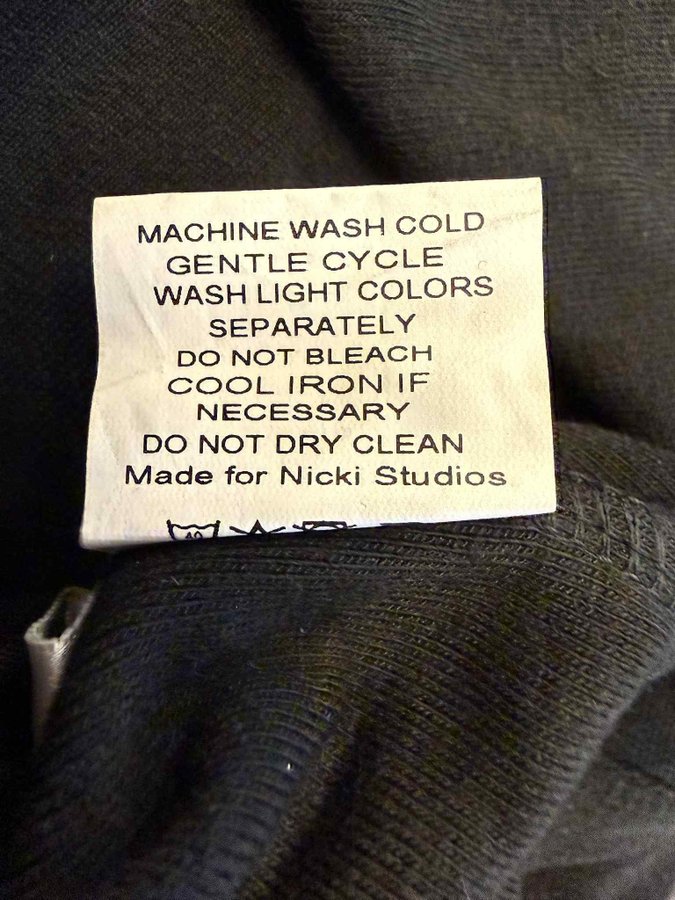 MACHINE WASH COLD
GENTLE CYCLE
WASH LIGHT COLORS
SEPARATELY
DO NOT BLEACH
COOL IRON IF
NECESSARY
DO NOT DRY CLEAN
Made for Nicki Studios